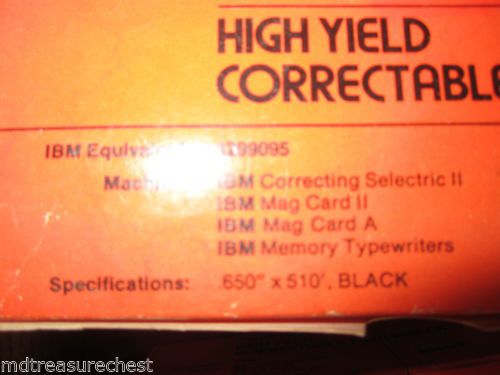 HIGH YIELD
CORRECTABLE
IBM 99095
IBM Correcting Selectric II
IBM Mag Card II
IBM Mag Card A
IBM Memory Typewriters
Specifications: .650" x 510', BLACK
mdtreasurechest